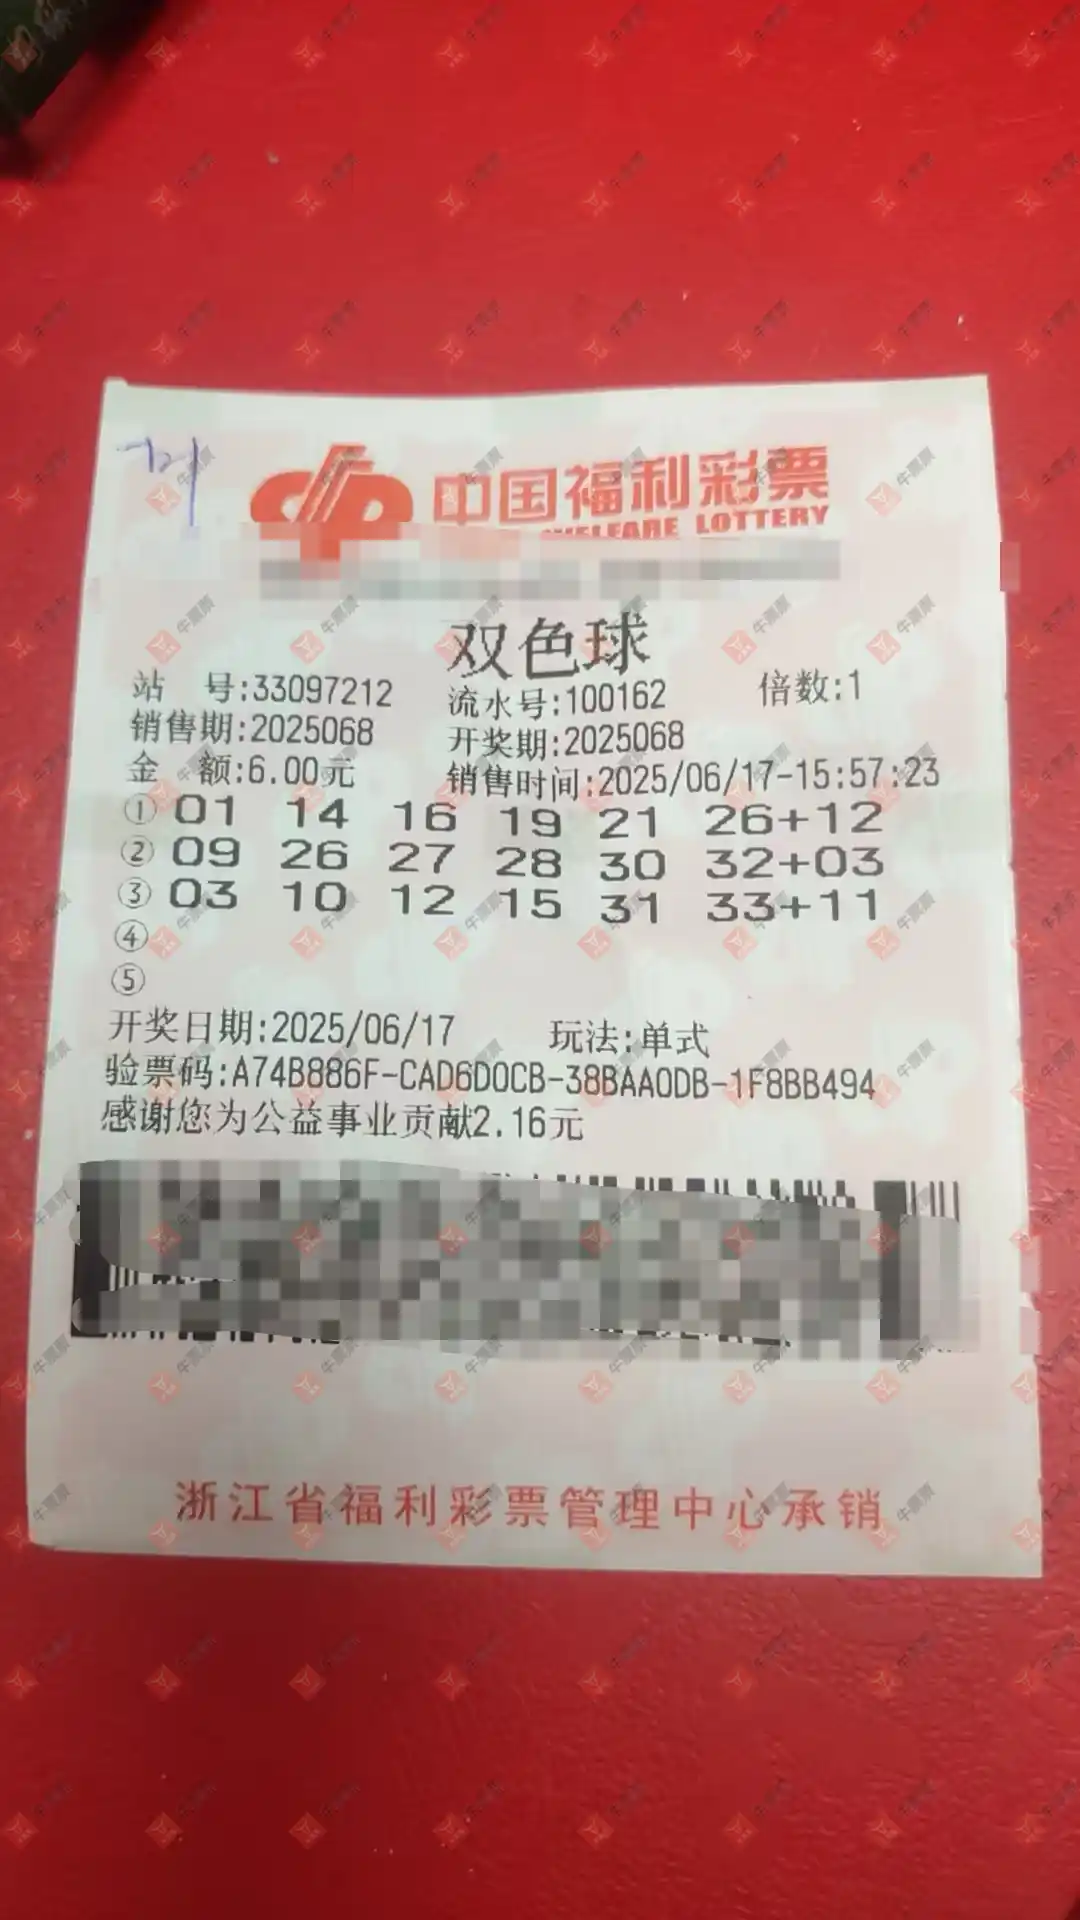 中国福利彩票
WELFARE LOTTERY
双色球
站 号:33097212 流水号:100162 倍数:1
销售期:2025068 开奖期:2025068
金 额:6.00元 销售时间:2025/06/17-15:57:23
① 01 14 16 19 21 26+12
② 09 26 27 28 30 32+03
③ 03 10 12 15 31 33+11
④
⑤
开奖日期:2025/06/17 玩法:单式
验票码:A74B886F-CAD6D0CB-38BAA0DB-1F8BB494
感谢您为公益事业贡献2.16元
浙江省福利彩票管理中心承销
牛票票